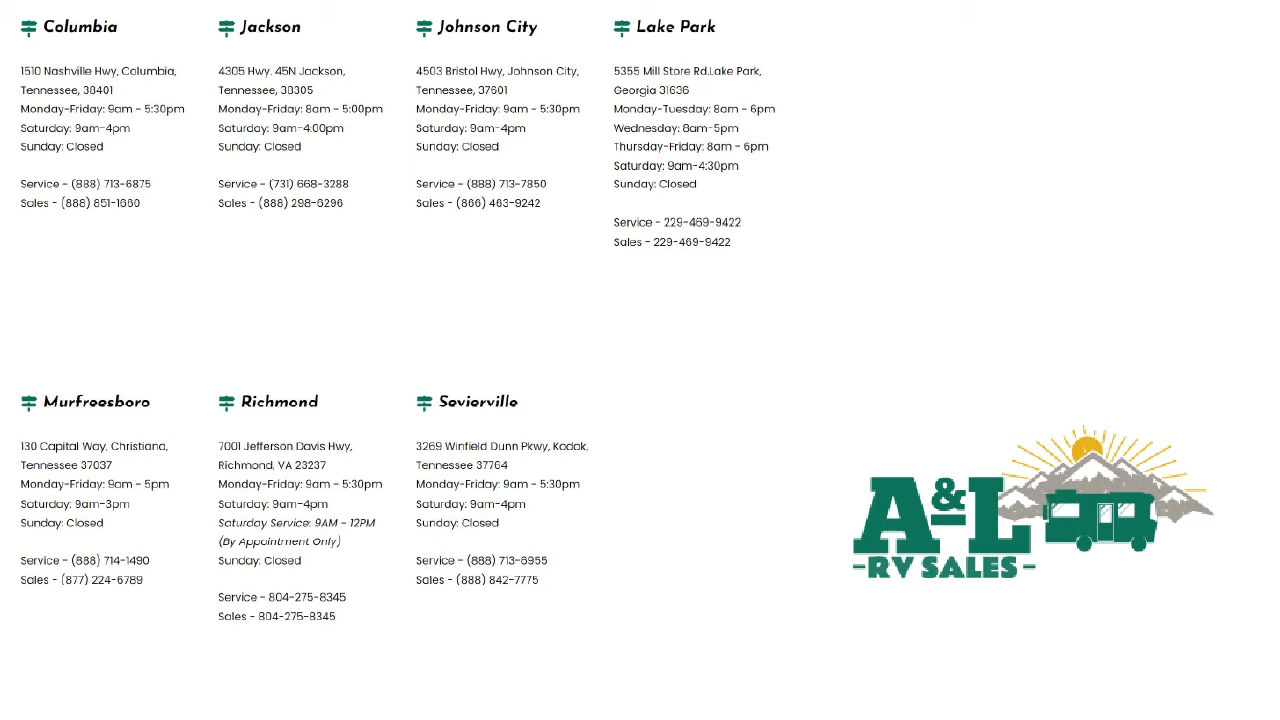 Columbia
1510 Nashville Hwy, Columbia,
Tennessee, 38401
Monday-Friday: 9am - 5:30pm
Saturday: 9am-4pm
Sunday: Closed
Service - (888) 713-6875
Sales - (888) 851-1660
Jackson
4305 Hwy. 45N Jackson,
Tennessee, 38305
Monday-Friday: 8am - 5:00pm
Saturday: 9am-4:00pm
Sunday: Closed
Service - (731) 668-3288
Sales - (888) 298-6296
Johnson City
4503 Bristol Hwy, Johnson City,
Tennessee, 37601
Monday-Friday: 9am - 5:30pm
Saturday: 9am-4pm
Sunday: Closed
Service - (888) 713-7850
Sales - (866) 463-9242
Lake Park
5355 Mill Store Rd.Lake Park,
Georgia 31636
Monday-Tuesday: 8am - 6pm
Wednesday: 8am-5pm
Thursday-Friday: 8am - 6pm
Saturday: 9am-4:30pm
Sunday: Closed
Service - 229-469-9422
Sales - 229-469-9422
Murfreesboro
130 Capital Way, Christiana,
Tennessee 37037
Monday-Friday: 9am - 5pm
Saturday: 9am-3pm
Sunday: Closed
Service - (888) 714-1490
Sales - (877) 224-6789
Richmond
7001 Jefferson Davis Hwy,
Richmond, VA 23237
Monday-Friday: 9am - 5:30pm
Saturday: 9am-4pm
Saturday Service: 9AM - 12PM
(By Appointment Only)
Sunday: Closed
Service - 804-275-8345
Sales - 804-275-8345
Sevierville
3269 Winfield Dunn Pkwy, Kodak,
Tennessee 37764
Monday-Friday: 9am - 5:30pm
Saturday: 9am-4pm
Sunday: Closed
Service - (888) 713-6955
Sales - (888) 842-7775
A&L
-RV SALES-